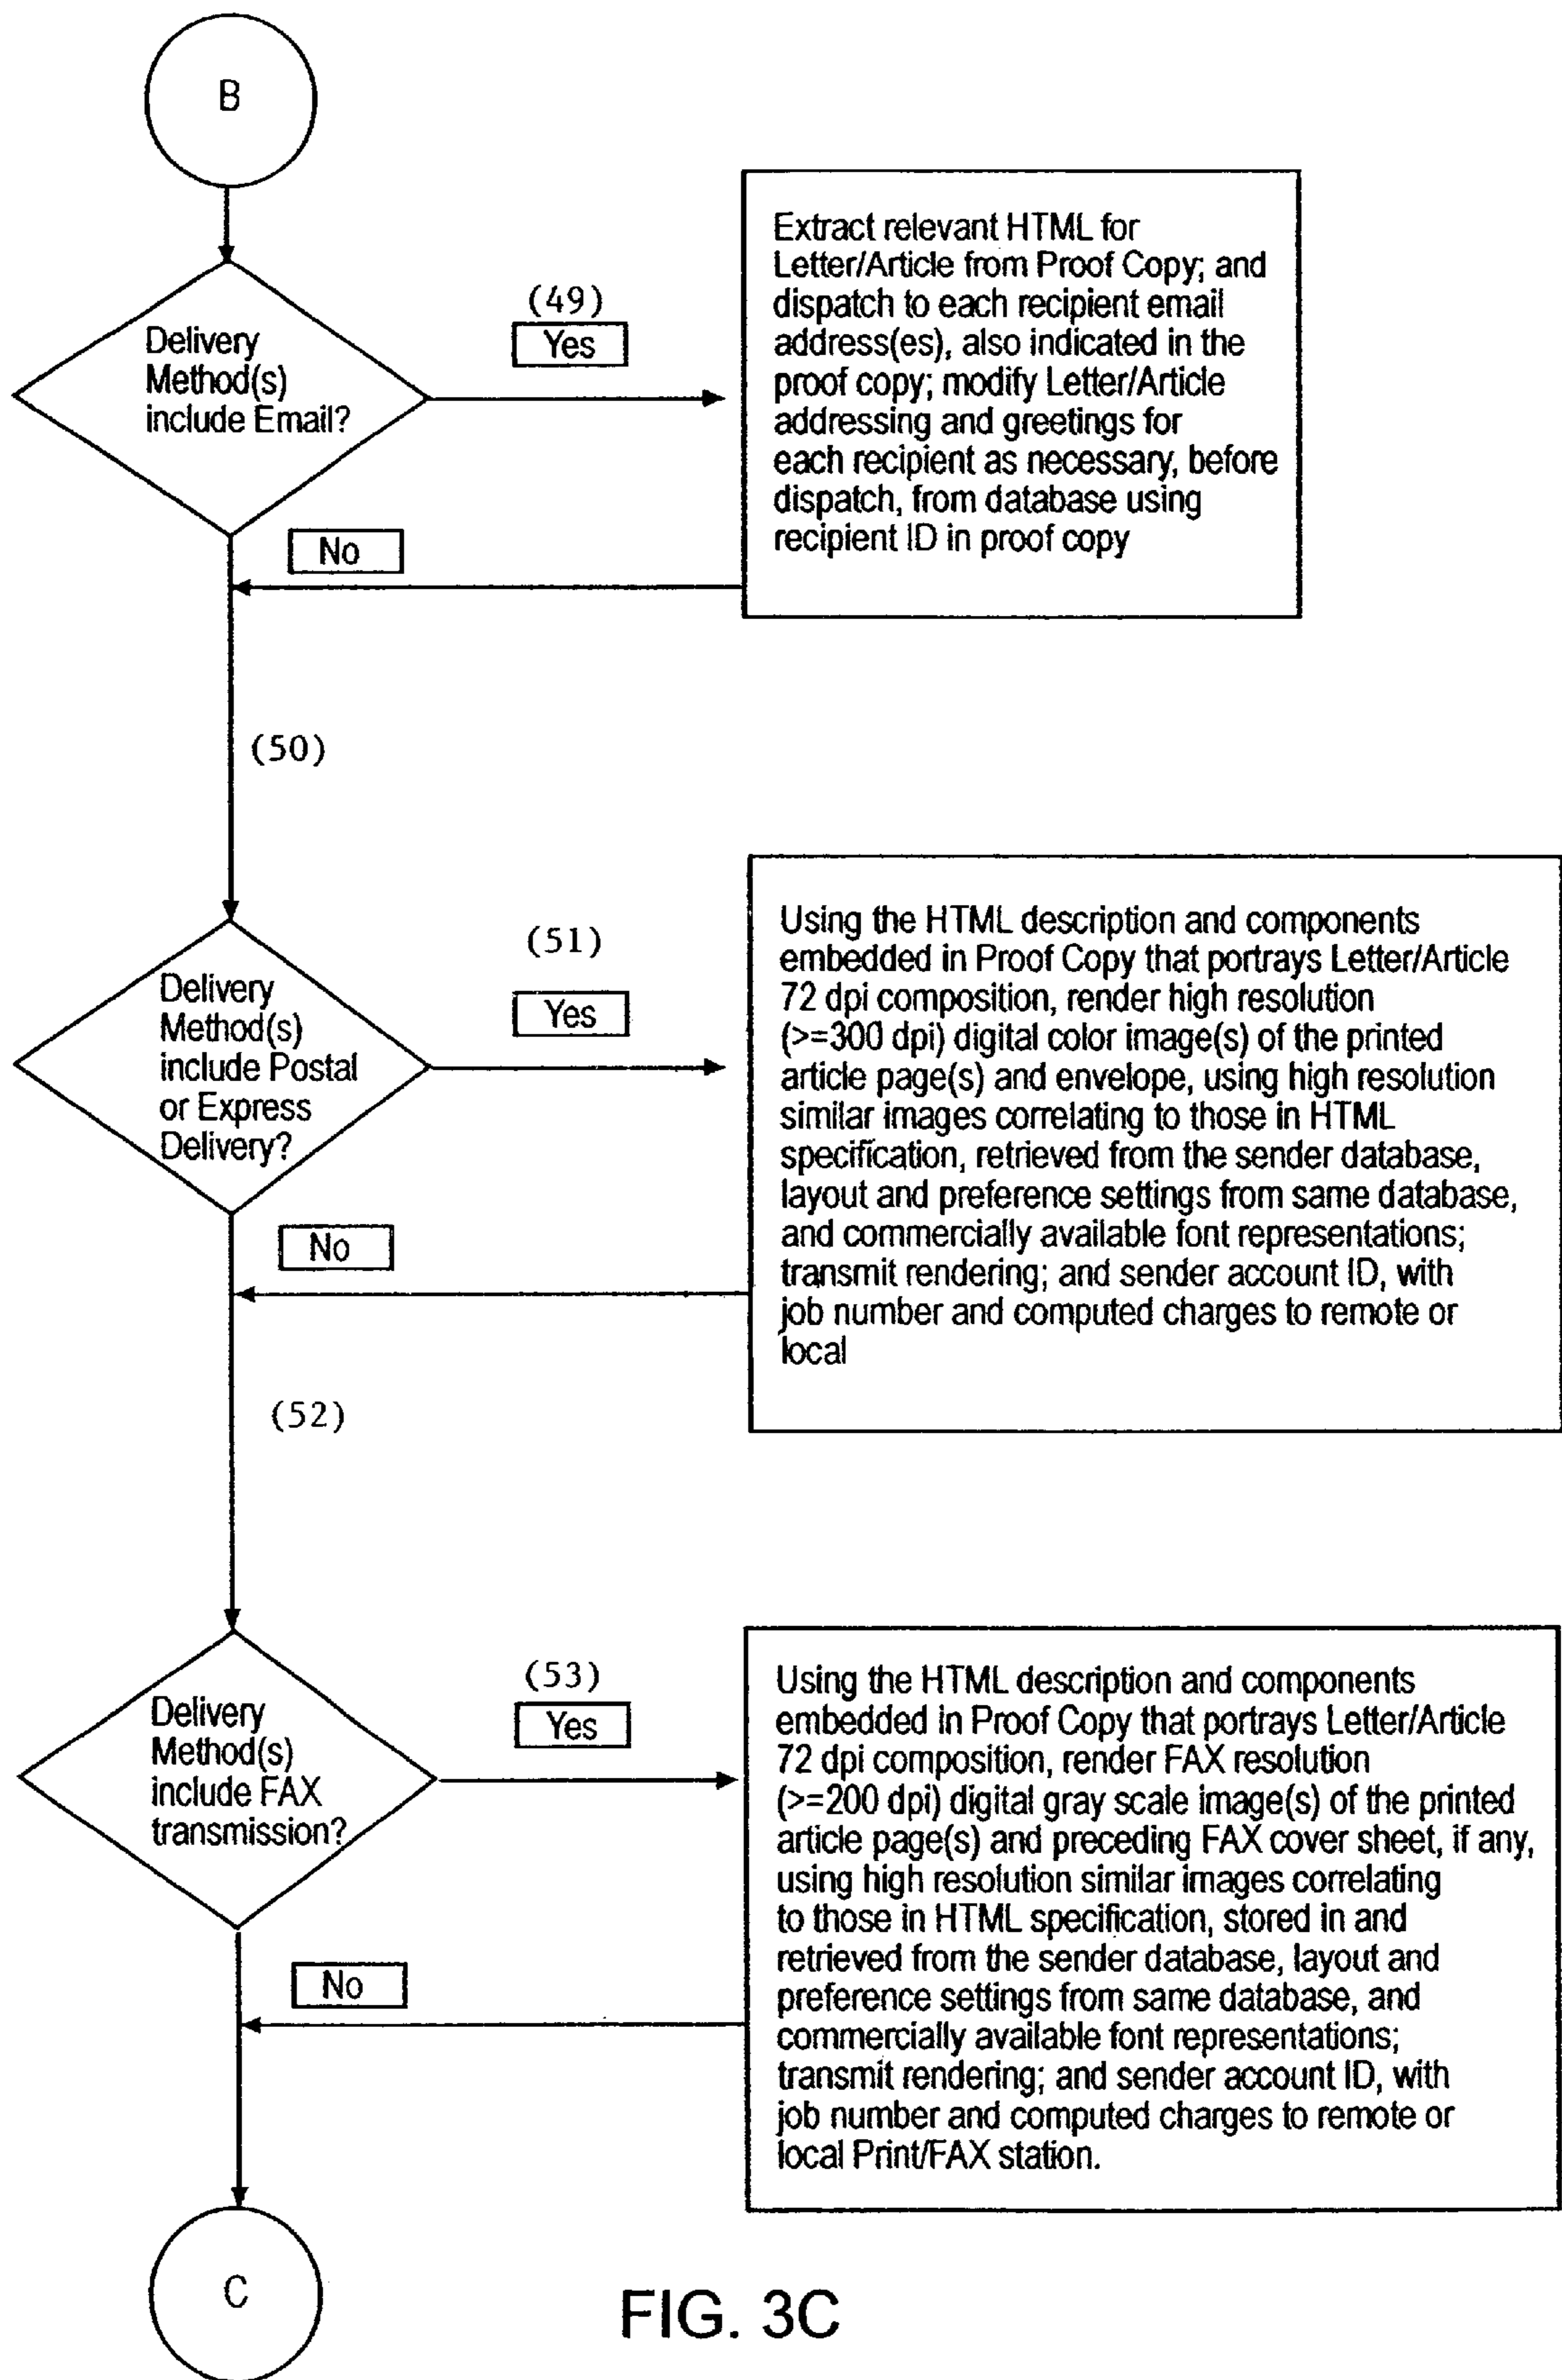 B
Delivery
Method(s)
include Email?
(49)
Yes
Extract relevant HTML for
Letter/Article from Proof Copy; and
dispatch to each recipient email
address(es), also indicated in the
proof copy; modify Letter/Article
addressing and greetings for
each recipient as necessary, before
dispatch, from database using
recipient ID in proof copy
No
(50)
Delivery
Method(s)
include Postal
or Express
Delivery?
(51)
Yes
Using the HTML description and components
embedded in Proof Copy that portrays Letter/Article
72 dpi composition, render high resolution
(>=300 dpi) digital color image(s) of the printed
article page(s) and envelope, using high resolution
similar images correlating to those in HTML
specification, retrieved from the sender database,
layout and preference settings from same database,
and commercially available font representations;
transmit rendering; and sender account ID, with
job number and computed charges to remote or
local
No
(52)
Delivery
Method(s)
include FAX
transmission?
(53)
Yes
Using the HTML description and components
embedded in Proof Copy that portrays Letter/Article
72 dpi composition, render FAX resolution
(>=200 dpi) digital gray scale image(s) of the printed
article page(s) and preceding FAX cover sheet, if any,
using high resolution similar images correlating
to those in HTML specification, stored in and
retrieved from the sender database, layout and
preference settings from same database, and
commercially available font representations;
transmit rendering; and sender account ID, with
job number and computed charges to remote or
local Print/FAX station.
No
C
FIG. 3C